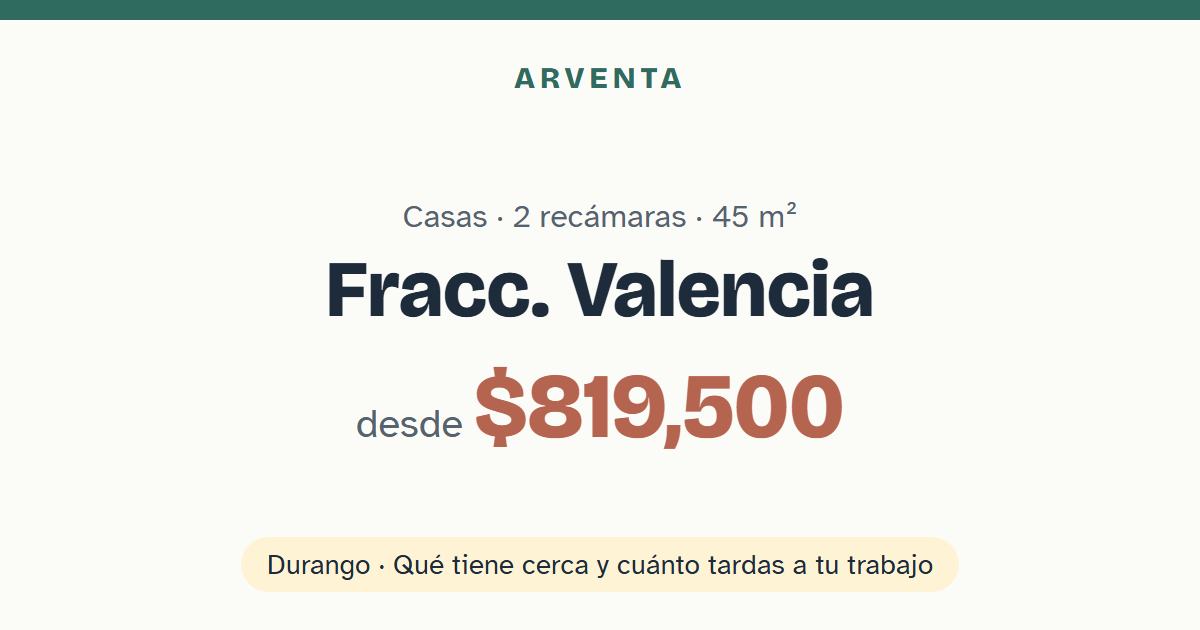 ARVENTA
Casas · 2 recámaras · 45 m²
Fracc. Valencia
desde $819,500
Durango · Qué tiene cerca y cuánto tardas a tu trabajo